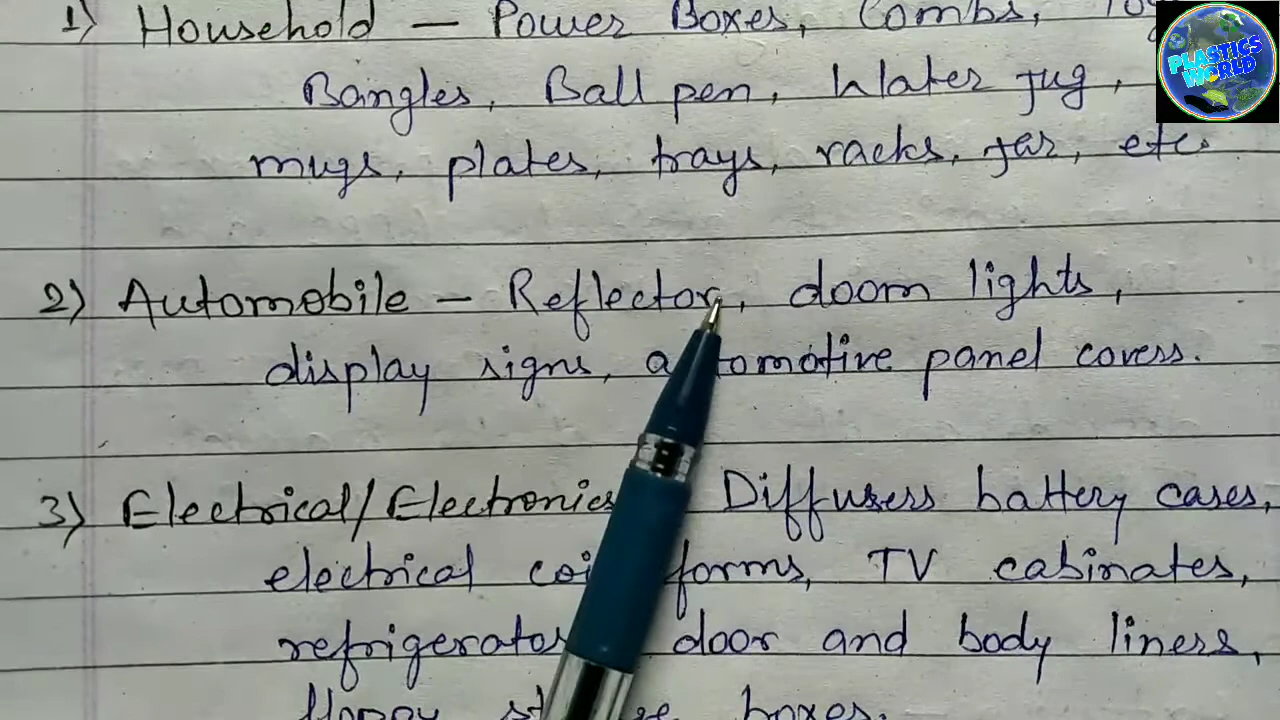 1) Household — Power Boxes, Combs,
Bangles, Ball pen, Water jug,
mugs, plates, trays, racks, jar, etc.
2) Automobile — Reflector, doom lights,
display signs, automotive panel covers.
3) Electrical/Electronics Diffusers battery cases,
electrical forms, TV cabinates,
refrigerator door and body liners,
boxes.
PLASTICS
WORLD